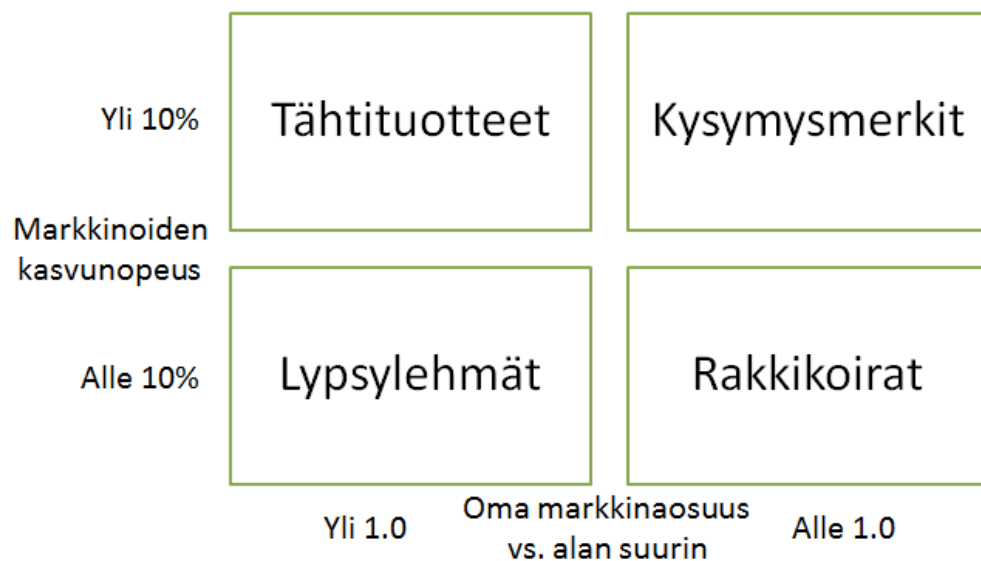 Yli 10%
Tähtituotteet
Kysymysmerkit
Markkinoiden
kasvunopeus
Alle 10%
Lypsylehmät
Rakkikoirat
Yli 1.0
Oma markkinaosuus
vs. alan suurin
Alle 1.0